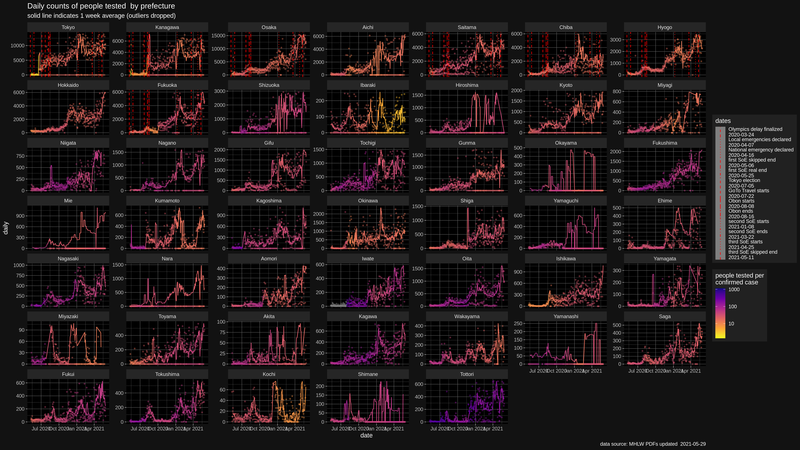 Daily counts of people tested by prefecture
solid line indicates 1 week average (outliers dropped)
Tokyo
Kanagawa
Osaka
Aichi
Saitama
Chiba
Hyogo
Hokkaido
Fukuoka
Shizuoka
Ibaraki
Hiroshima
Kyoto
Miyagi
Niigata
Nagano
Gifu
Tochigi
Gunma
Okayama
Fukushima
Mie
Kumamoto
Kagoshima
Okinawa
Shiga
Yamaguchi
Ehime
Nagasaki
Nara
Aomori
Iwate
Oita
Ishikawa
Yamagata
Miyazaki
Toyama
Akita
Kagawa
Wakayama
Yamanashi
Saga
Fukui
Tokushima
Kochi
Shimane
Tottori
daily
date
dates
Olympics delay finalized
2020-03-24
Local emergencies declared
2020-04-07
National emergency declared
2020-04-16
first SoE skipped end
2020-05-06
first SoE real end
2020-05-25
Tokyo election
2020-07-05
GoTo Travel starts
2020-07-22
Obon starts
2020-08-08
Obon ends
2020-08-16
second SoE starts
2021-01-08
second SoE ends
2021-03-22
third SoE starts
2021-04-25
third SoE skipped end
2021-05-11
people tested per
confirmed case
1000
100
10
data source: MHLW PDFs updated 2021-05-29